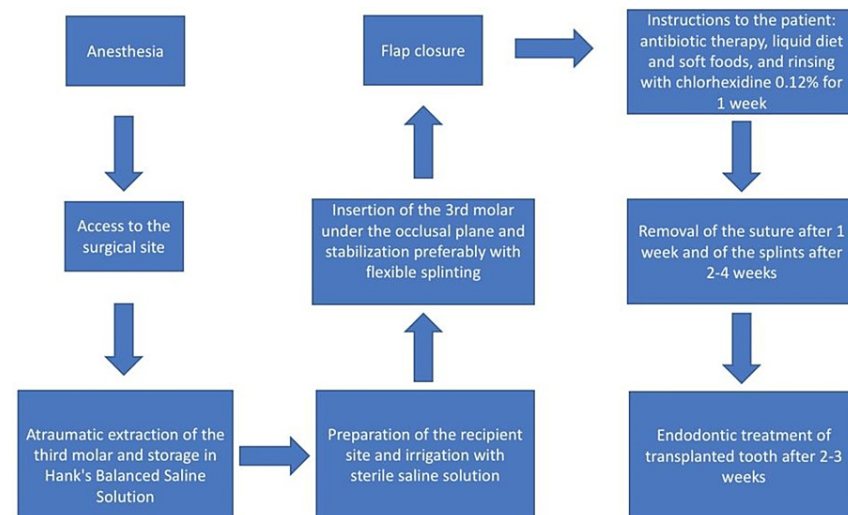 Anesthesia
Access to the
surgical site
Atraumatic extraction of the
third molar and storage in
Hank's Balanced Saline
Solution
Preparation of the recipient
site and irrigation with
sterile saline solution
Insertion of the 3rd molar
under the occlusal plane and
stabilization preferably with
flexible splinting
Flap closure
Instructions to the patient:
antibiotic therapy, liquid diet
and soft foods, and rinsing
with chlorhexidine 0.12% for
1 week
Removal of the suture after 1
week and of the splints after
2-4 weeks
Endodontic treatment of
transplanted tooth after 2-3
weeks